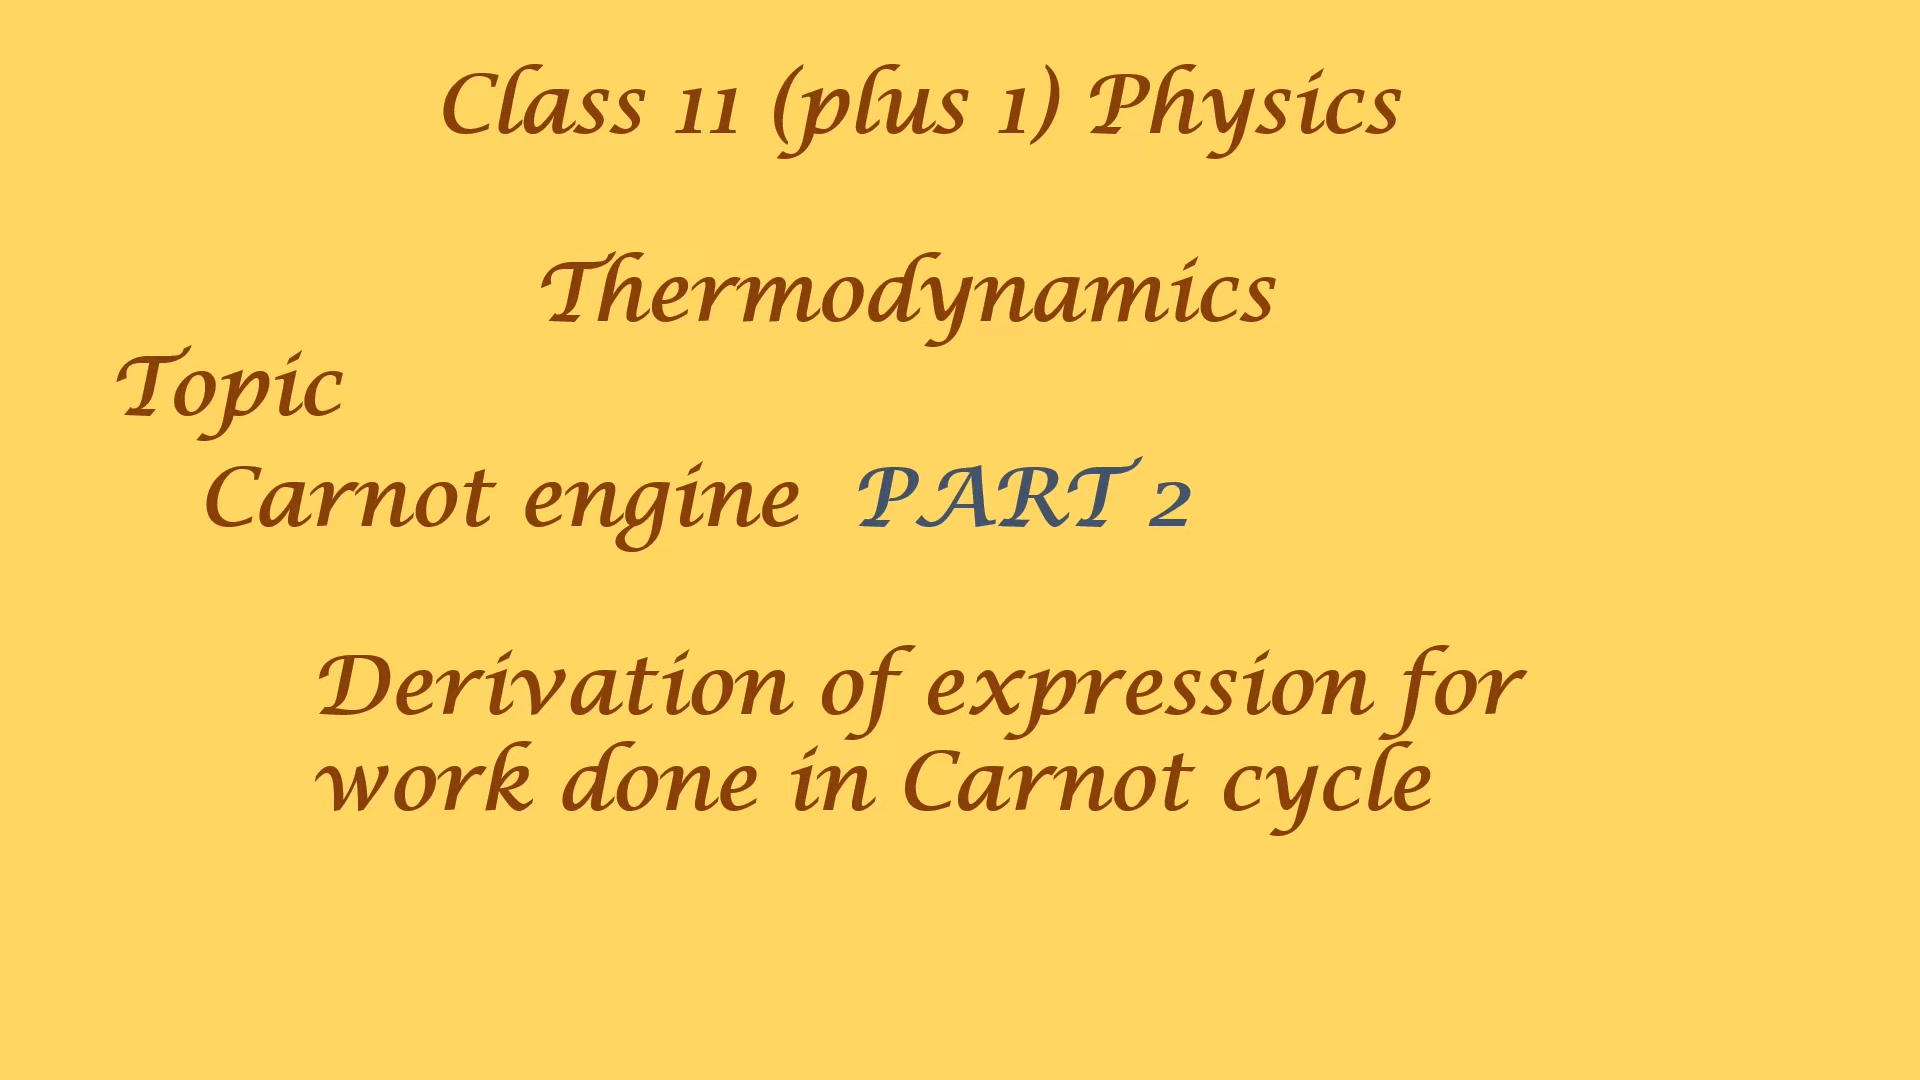 Class 11 (plus 1) Physics
Thermodynamics
Topic
Carnot engine PART 2
Derivation of expression for
work done in Carnot cycle